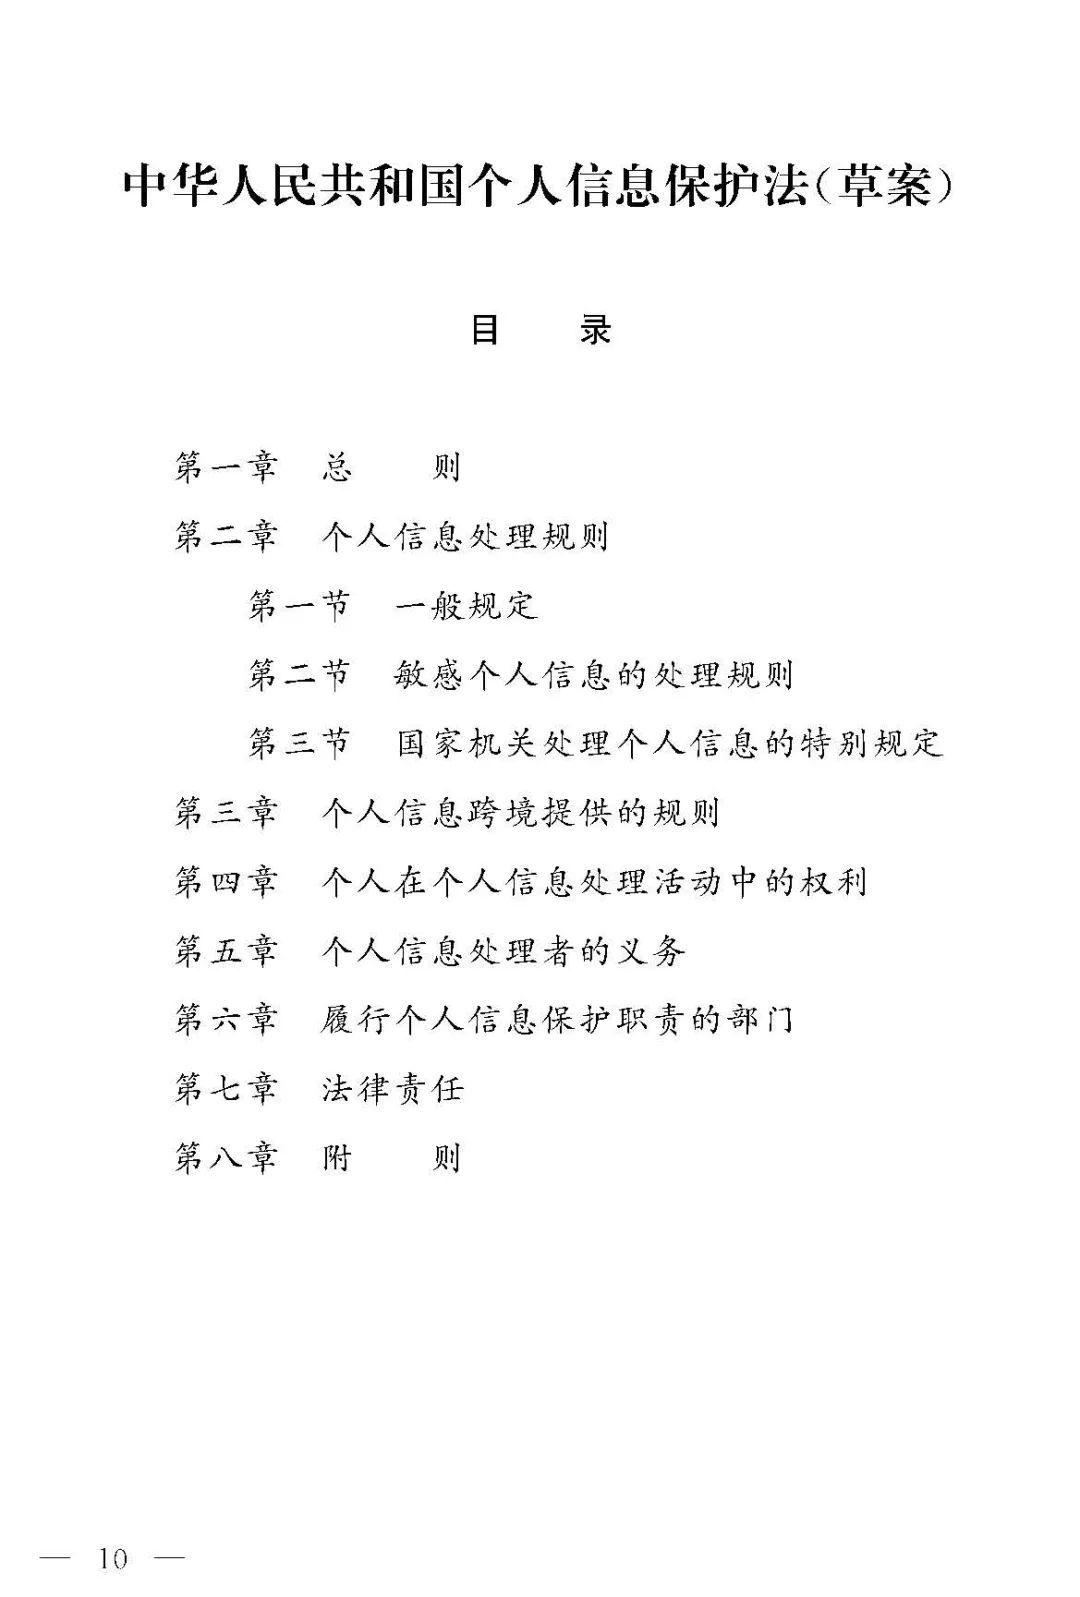 中华人民共和国个人信息保护法(草案)
目 录
第一章 总 则
第二章 个人信息处理规则
第一节 一般规定
第二节 敏感个人信息的处理规则
第三节 国家机关处理个人信息的特别规定
第三章 个人信息跨境提供的规则
第四章 个人在个人信息处理活动中的权利
第五章 个人信息处理者的义务
第六章 履行个人信息保护职责的部门
第七章 法律责任
第八章 附 则
— 10 —